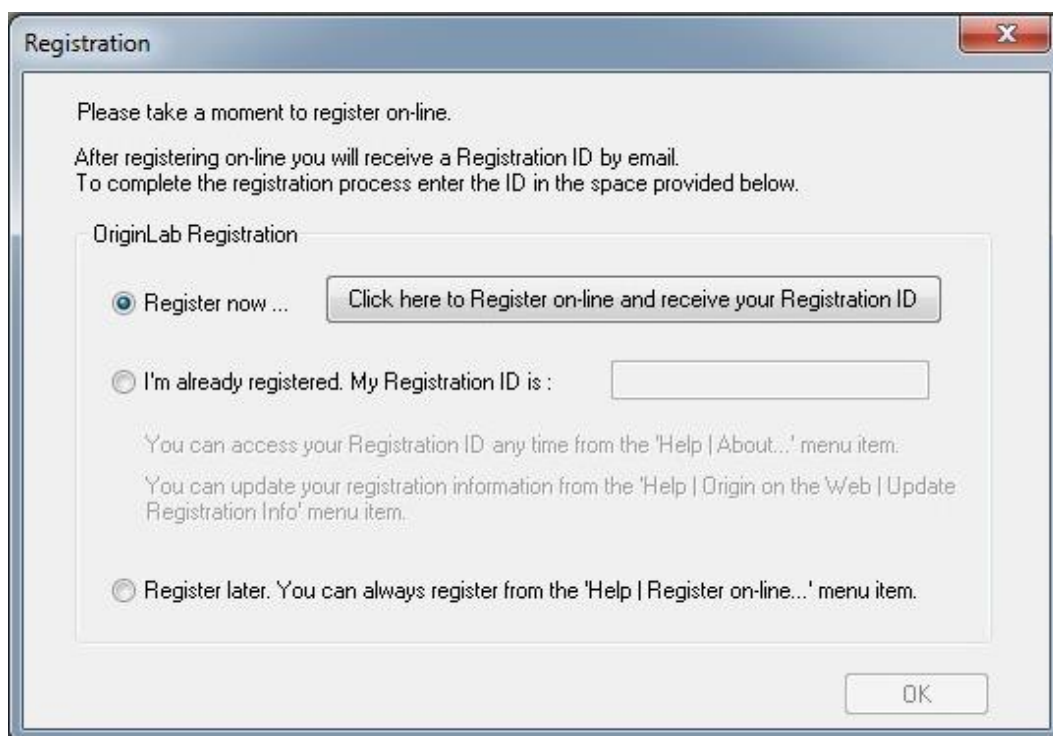 Registration
Please take a moment to register on-line.
After registering on-line you will receive a Registration ID by email.
To complete the registration process enter the ID in the space provided below.
OriginLab Registration
Register now ...
Click here to Register on-line and receive your Registration ID
I'm already registered. My Registration ID is :
You can access your Registration ID any time from the 'Help | About...' menu item.
You can update your registration information from the 'Help | Origin on the Web | Update
Registration Info' menu item.
Register later. You can always register from the 'Help | Register on-line...' menu item.
OK